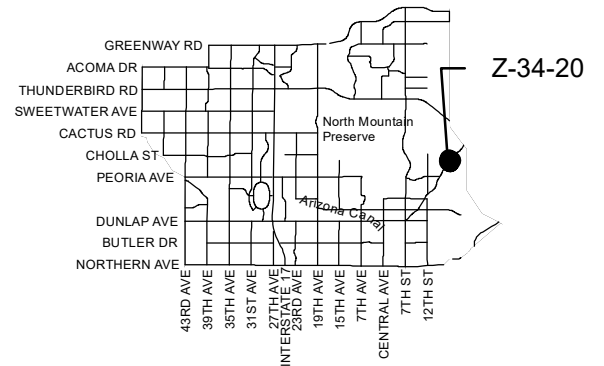 GREENWAY RD
ACOMA DR
THUNDERBIRD RD
SWEETWATER AVE
CACTUS RD
CHOLLA ST
PEORIA AVE
DUNLAP AVE
BUTLER DR
NORTHERN AVE
Z-34-20
North Mountain
Preserve
Arizona Canal
43RD AVE
39TH AVE
35TH AVE
31ST AVE
27TH AVE
INTERSTATE 17
23RD AVE
19TH AVE
15TH AVE
7TH AVE
CENTRAL AVE
7TH ST
12TH ST